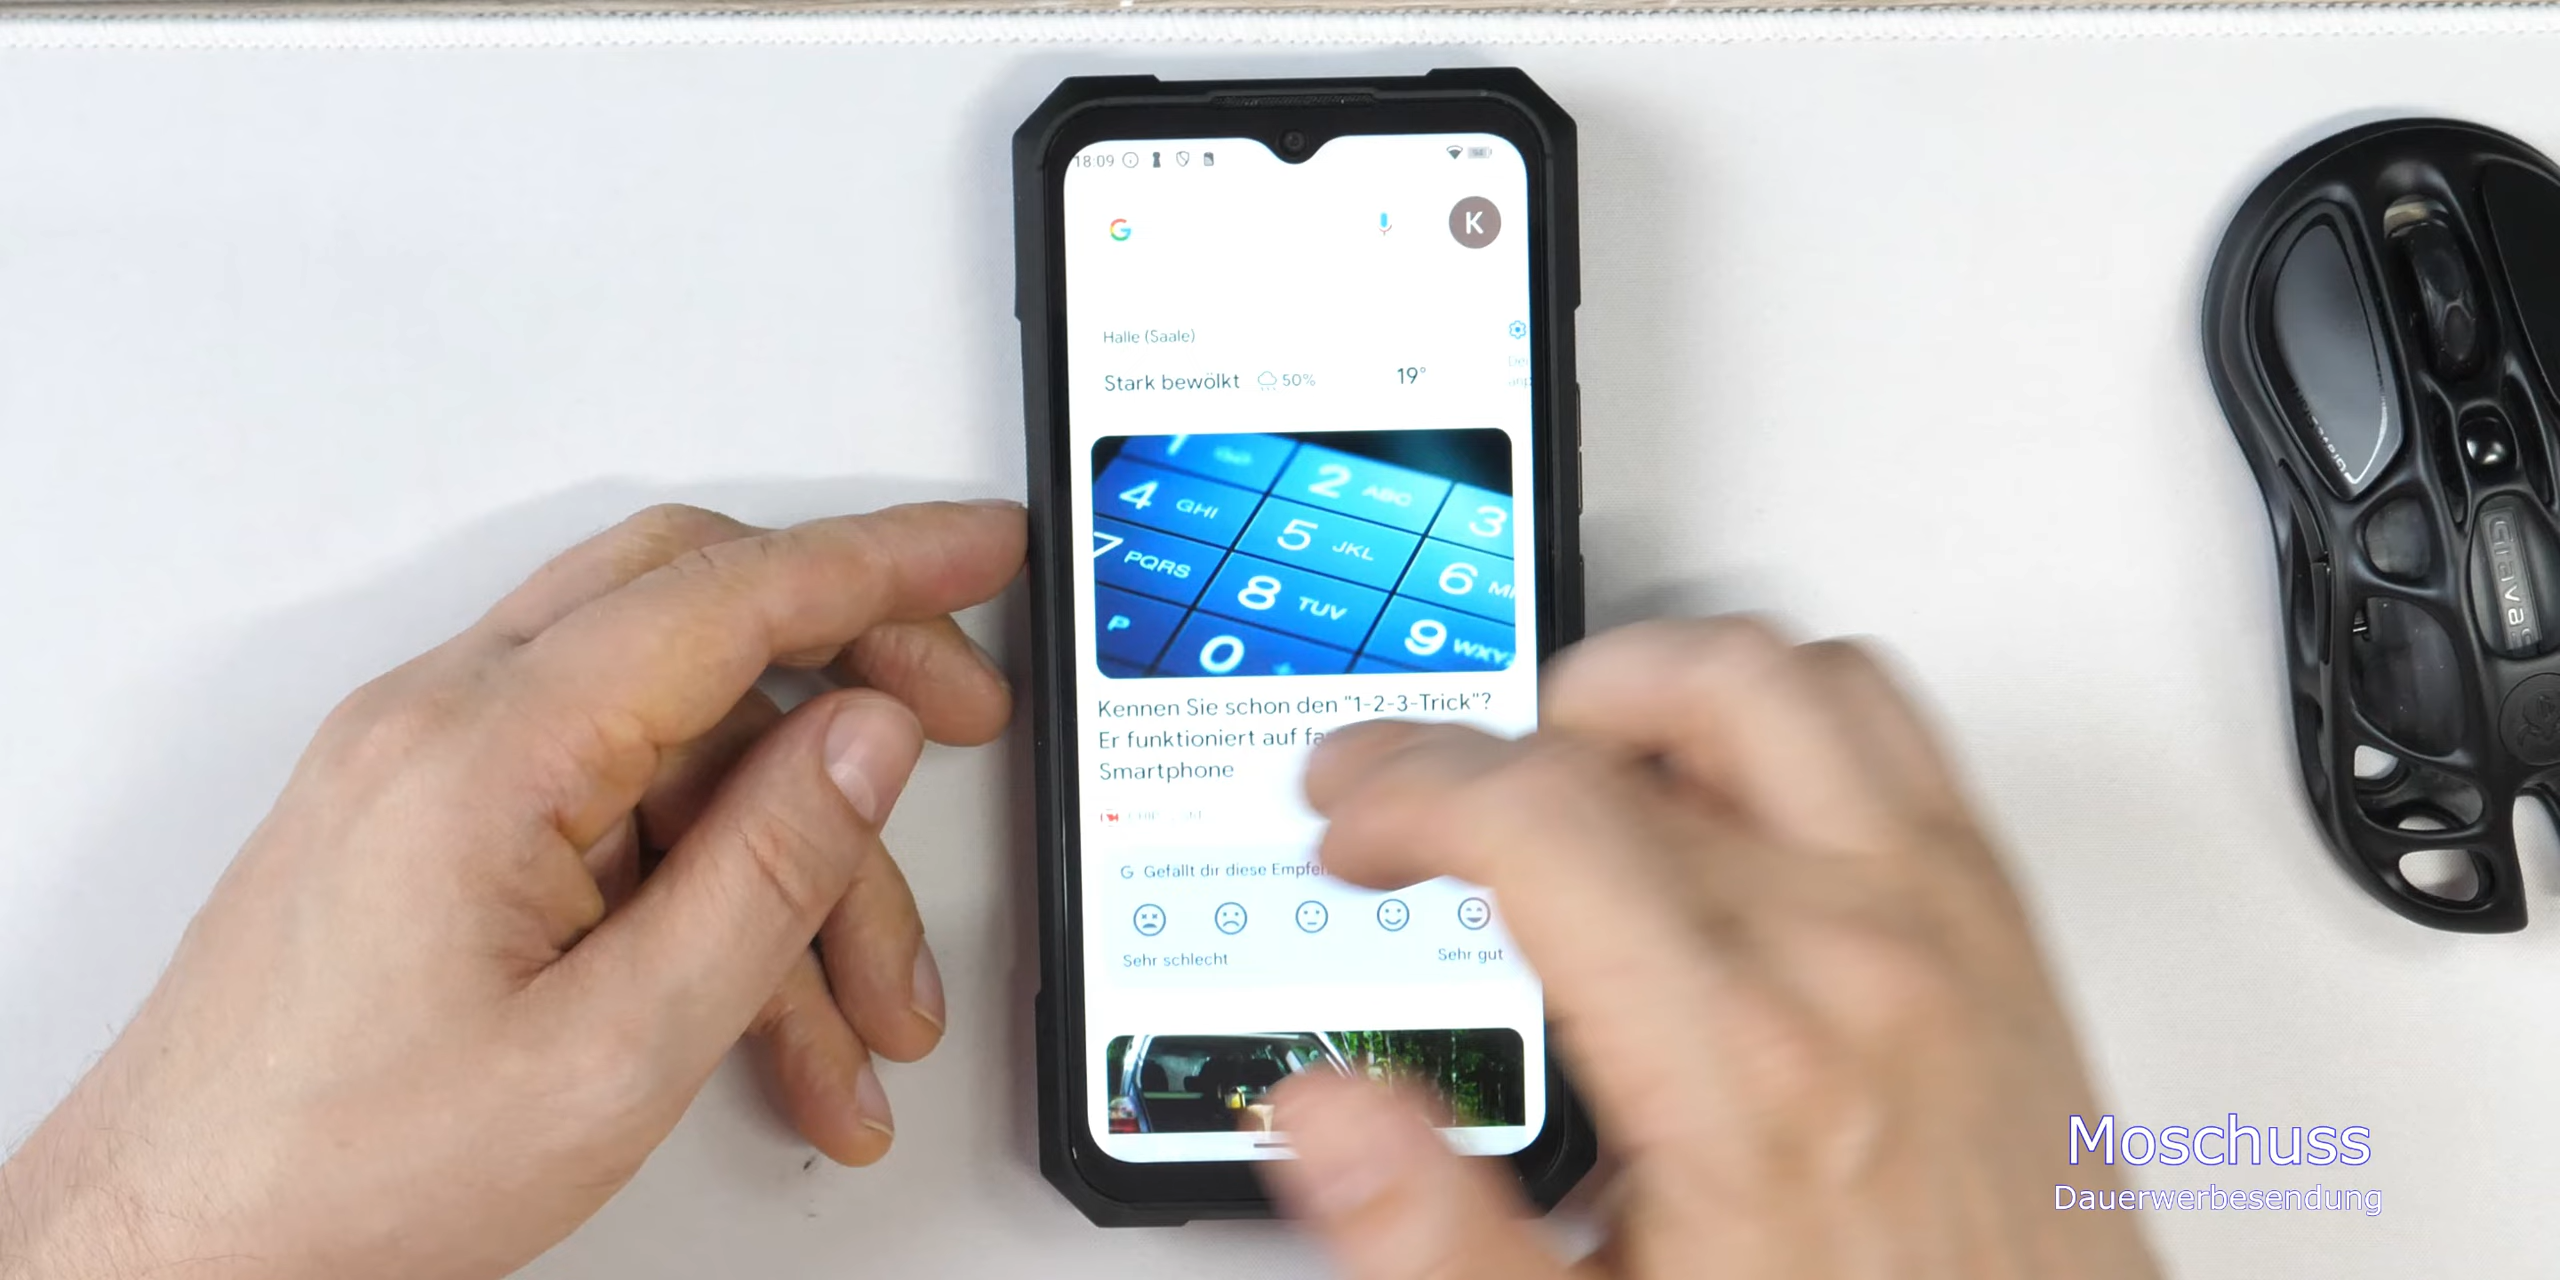 18:09
K
Halle (Saale)
Stark bewölkt 50% 19°
1
2 ABC
3
4 GHI
5 JKL
6
7 PQRS
8 TUV
9 WXYZ
P
0
Kennen Sie schon den "1-2-3-Trick"?
Er funktioniert auf
Smartphone
G Gefällt dir diese
Sehr schlecht Sehr gut
Moschuss
Dauerwerbesendung